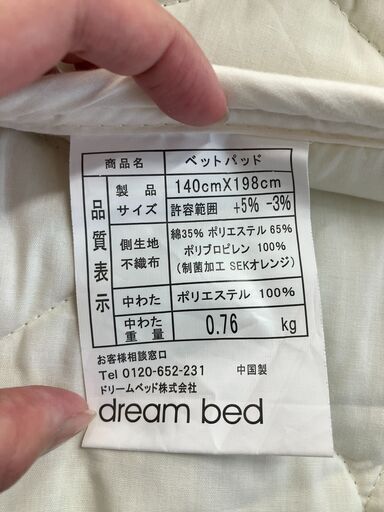 商品名 ベットパッド
品質表示
製品サイズ 140cmX198cm
許容範囲 +5% -3%
側生地 綿35% ポリエステル 65%
不織布 ポリプロピレン 100%
(制菌加工 SEKオレンジ)
中わた ポリエステル 100%
中わた重量 0.76 kg
お客様相談窓口
Tel 0120-652-231 中国製
ドリームベッド株式会社
dream bed